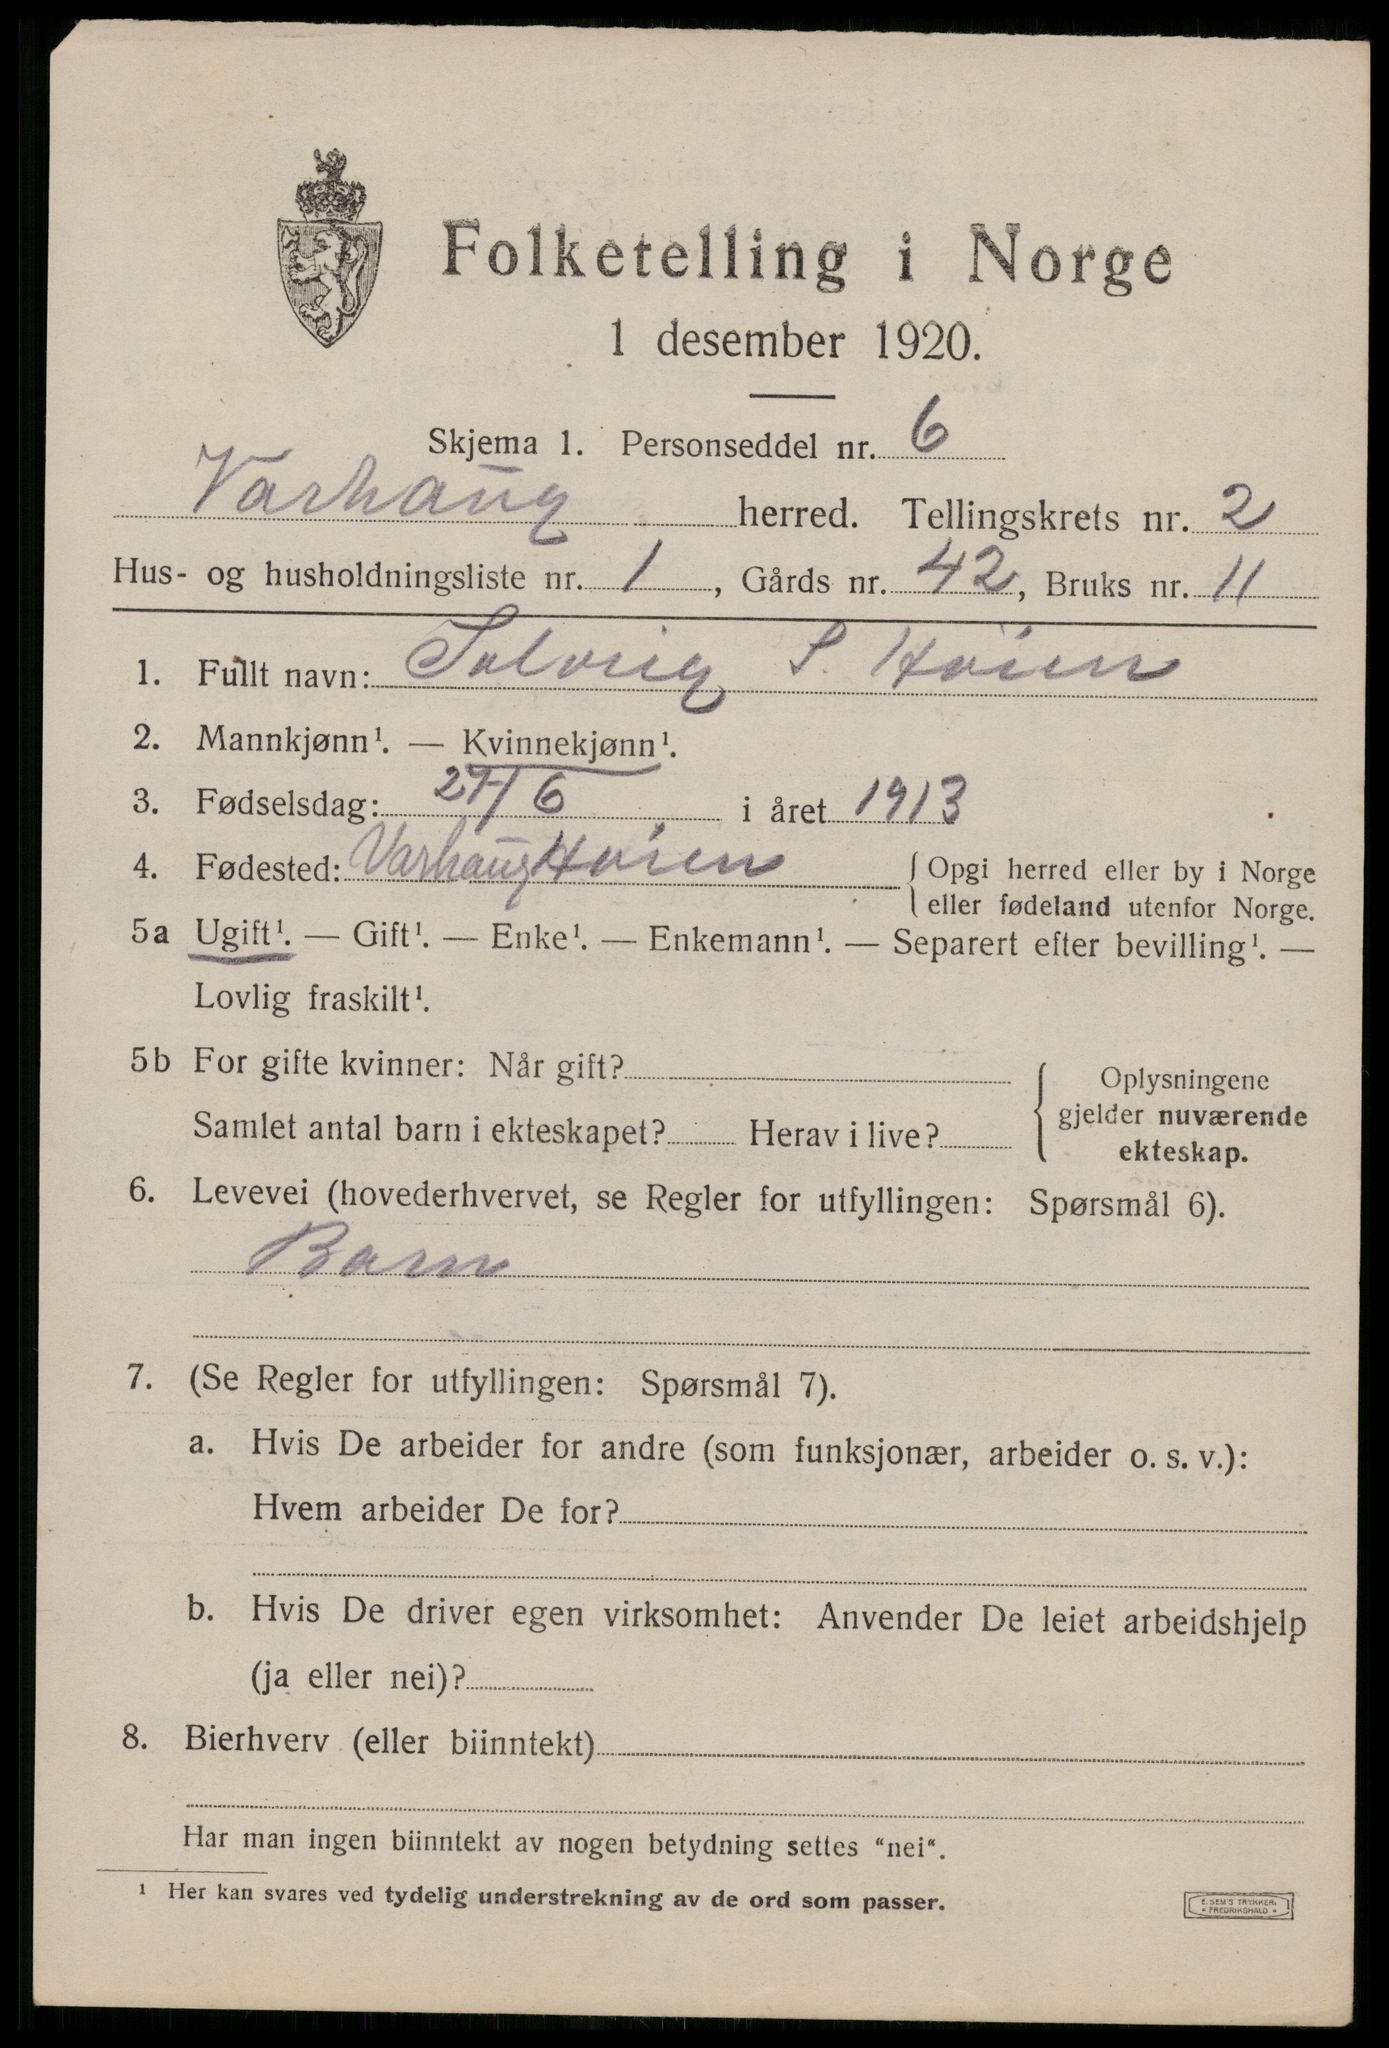 Folketelling i Norge
1 desember 1920.
Skjema 1. Personseddel nr. 6
Varhaug herred. Tellingskrets nr. 2
Hus- og husholdningsliste nr. 1, Gårds nr. 42, Bruks nr. 11
1. Fullt navn: Solveig S. Höien
2. Mannkjønn¹. — Kvinnekjønn¹.
3. Fødselsdag: 27/6 i året 1913
4. Fødested: Varhaug Höien { Opgi herred eller by i Norge
eller fødeland utenfor Norge.
5a Ugift¹. — Gift¹. — Enke¹. — Enkemann¹. — Separert efter bevilling¹. —
Lovlig fraskilt¹.
5b For gifte kvinner: Når gift?
Samlet antal barn i ekteskapet? Herav i live?
Oplysningene
gjelder nuværende
ekteskap.
6. Levevei (hovederhvervet, se Regler for utfyllingen: Spørsmål 6).
Barn
7. (Se Regler for utfyllingen: Spørsmål 7).
a. Hvis De arbeider for andre (som funksjonær, arbeider o. s. v.):
Hvem arbeider De for?
b. Hvis De driver egen virksomhet: Anvender De leiet arbeidshjelp
(ja eller nei)?
8. Bierhverv (eller biinntekt)
Har man ingen biinntekt av nogen betydning settes "nei".
¹ Her kan svares ved tydelig understrekning av de ord som passer.
E. SEM'S TRYKKERI
FREDRIKSHALD